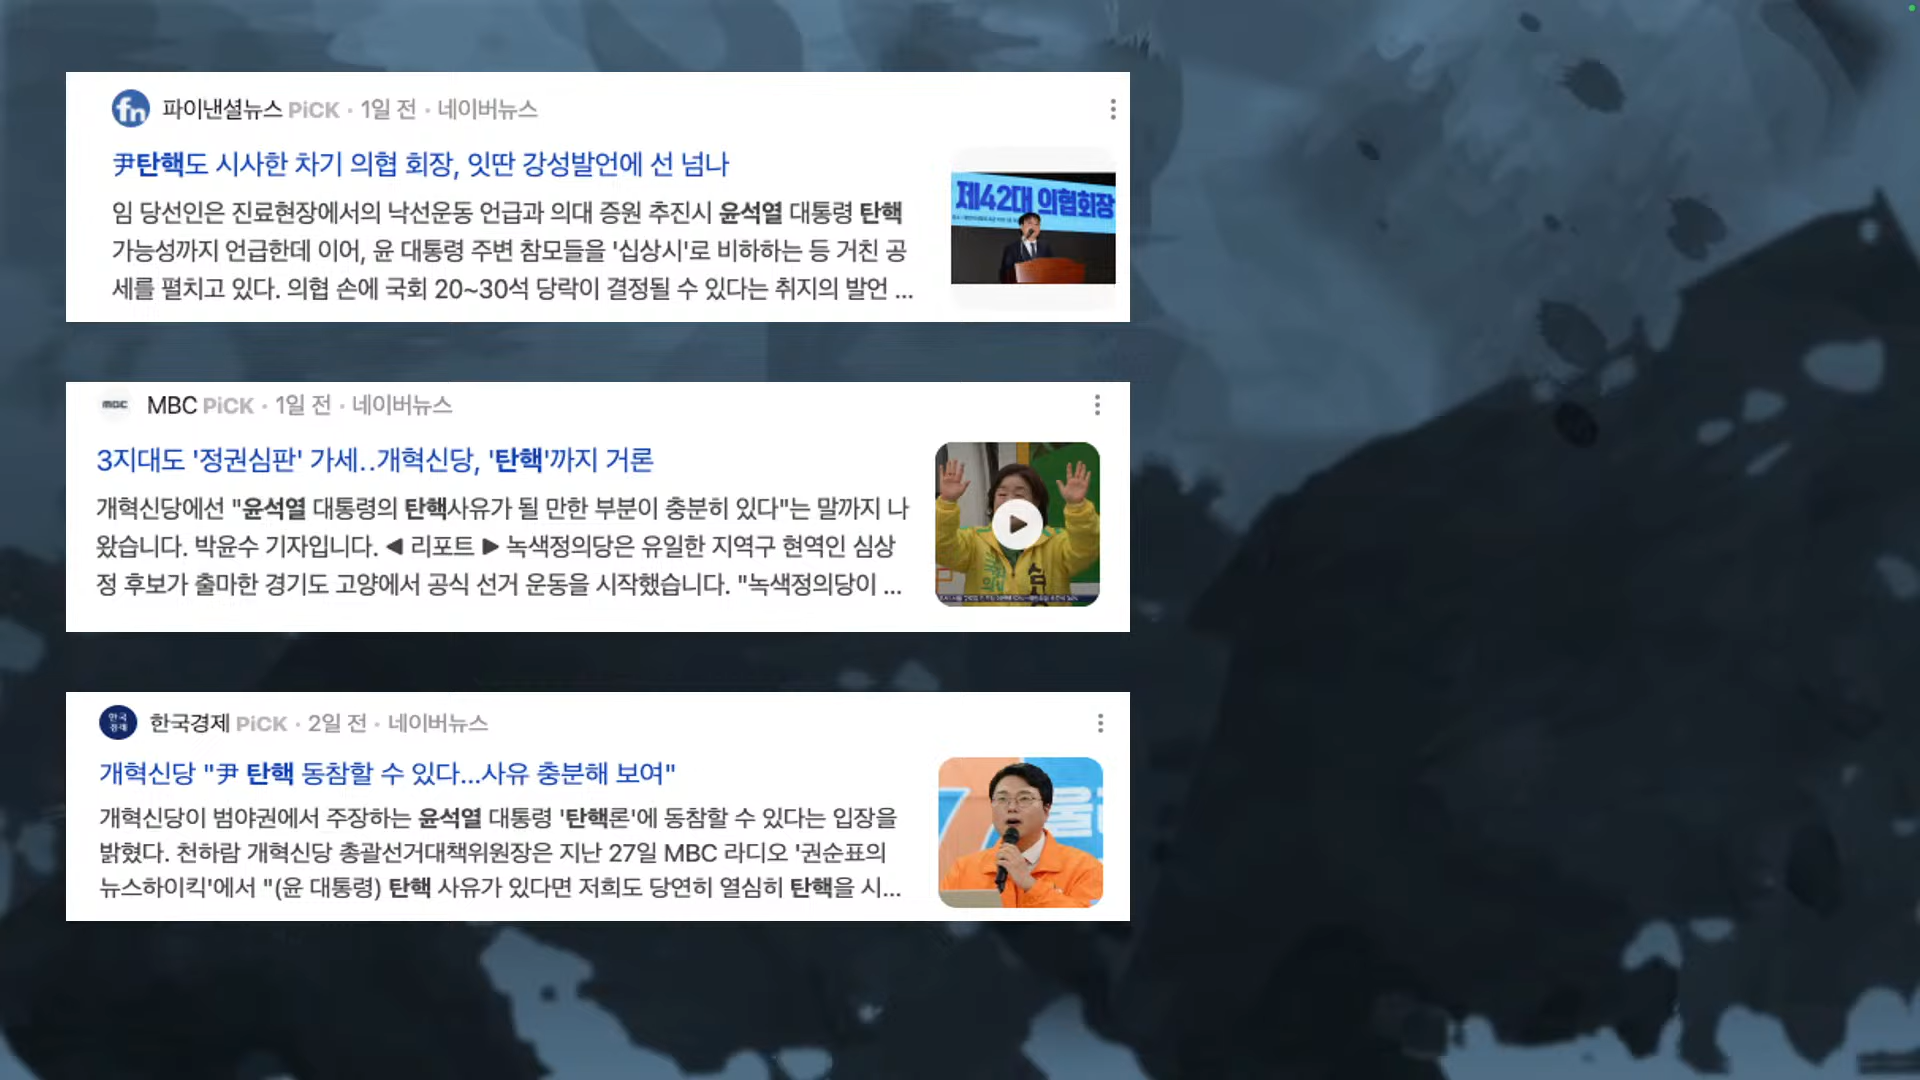 fn 파이낸셜뉴스 PiCK · 1일 전 · 네이버뉴스
尹탄핵도 시사한 차기 의협 회장, 잇딴 강성발언에 선 넘나
임 당선인은 진료현장에서의 낙선운동 언급과 의대 증원 추진시 윤석열 대통령 탄핵
가능성까지 언급한데 이어, 윤 대통령 주변 참모들을 '십상시'로 비하하는 등 거친 공
세를 펼치고 있다. 의협 손에 국회 20~30석 당락이 결정될 수 있다는 취지의 발언 ...
제42대 의협회장
mbc MBC PiCK · 1일 전 · 네이버뉴스
3지대도 '정권심판' 가세..개혁신당, '탄핵'까지 거론
개혁신당에선 "윤석열 대통령의 탄핵사유가 될 만한 부분이 충분히 있다"는 말까지 나
왔습니다. 박윤수 기자입니다. ◀ 리포트 ▶ 녹색정의당은 유일한 지역구 현역인 심상
정 후보가 출마한 경기도 고양에서 공식 선거 운동을 시작했습니다. "녹색정의당이 ...
한국
경제
한국경제 PiCK · 2일 전 · 네이버뉴스
개혁신당 "尹 탄핵 동참할 수 있다...사유 충분해 보여"
개혁신당이 범야권에서 주장하는 윤석열 대통령 '탄핵론'에 동참할 수 있다는 입장을
밝혔다. 천하람 개혁신당 총괄선거대책위원장은 지난 27일 MBC 라디오 '권순표의
뉴스하이킥'에서 "(윤 대통령) 탄핵 사유가 있다면 저희도 당연히 열심히 탄핵을 시...